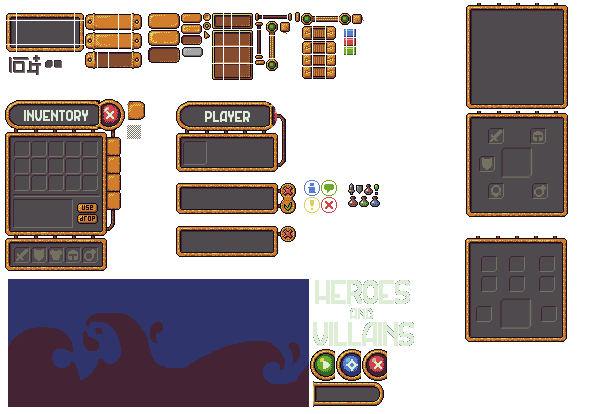 INVENTORY
PLAYER
use
drop
HEROES
AND
VILLAINS